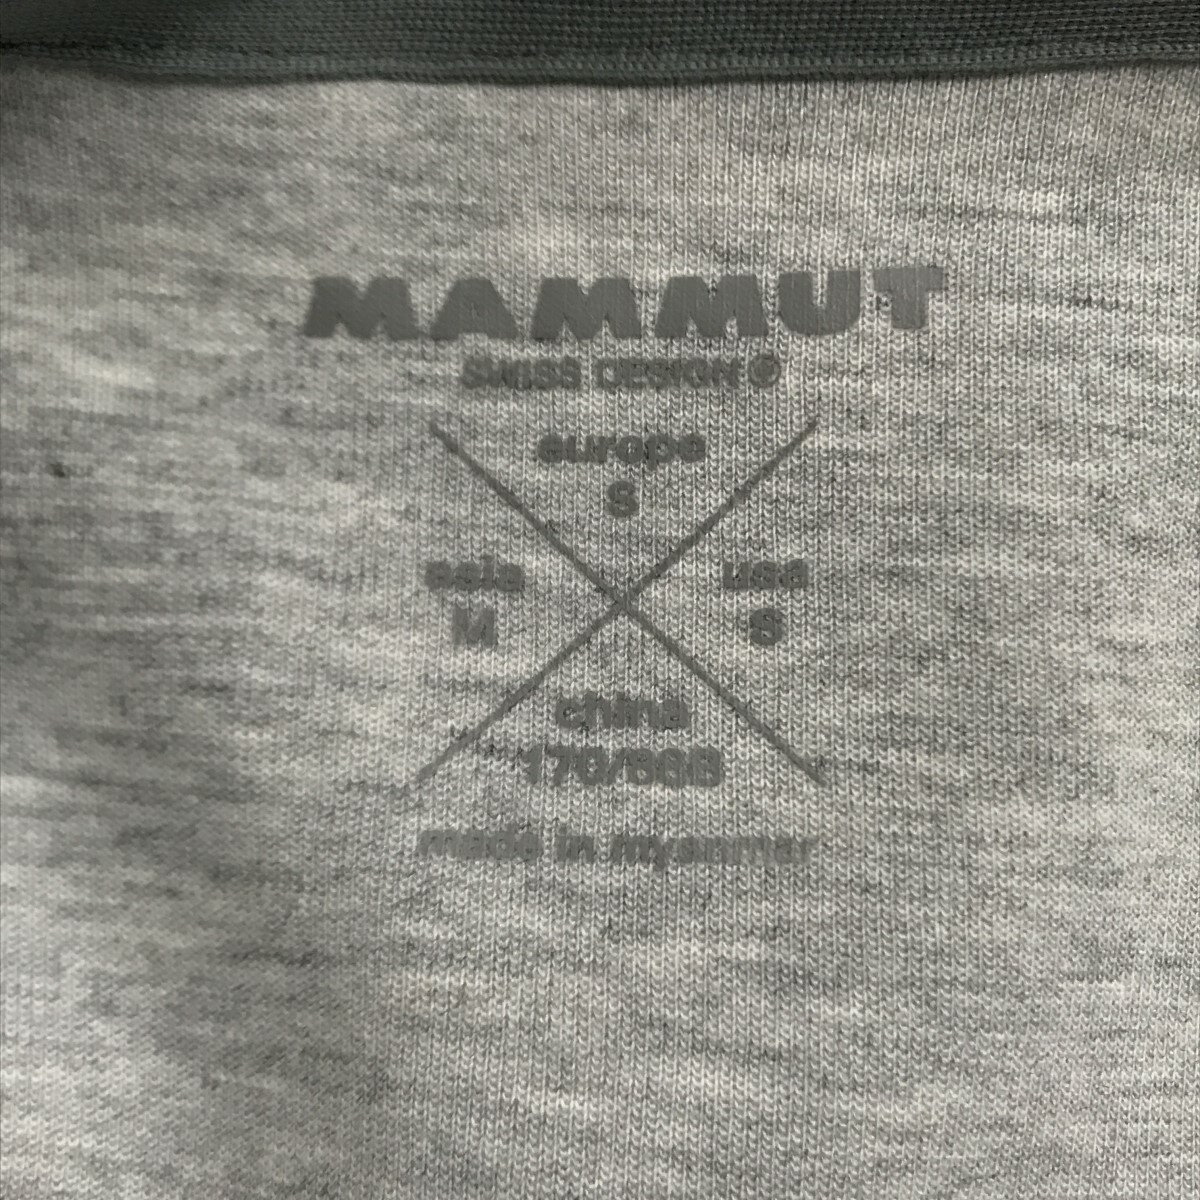 MAMMUT
SWISS DESIGN ®
europe
S
asia
M
usa
S
china
170/88B
made in myanmar